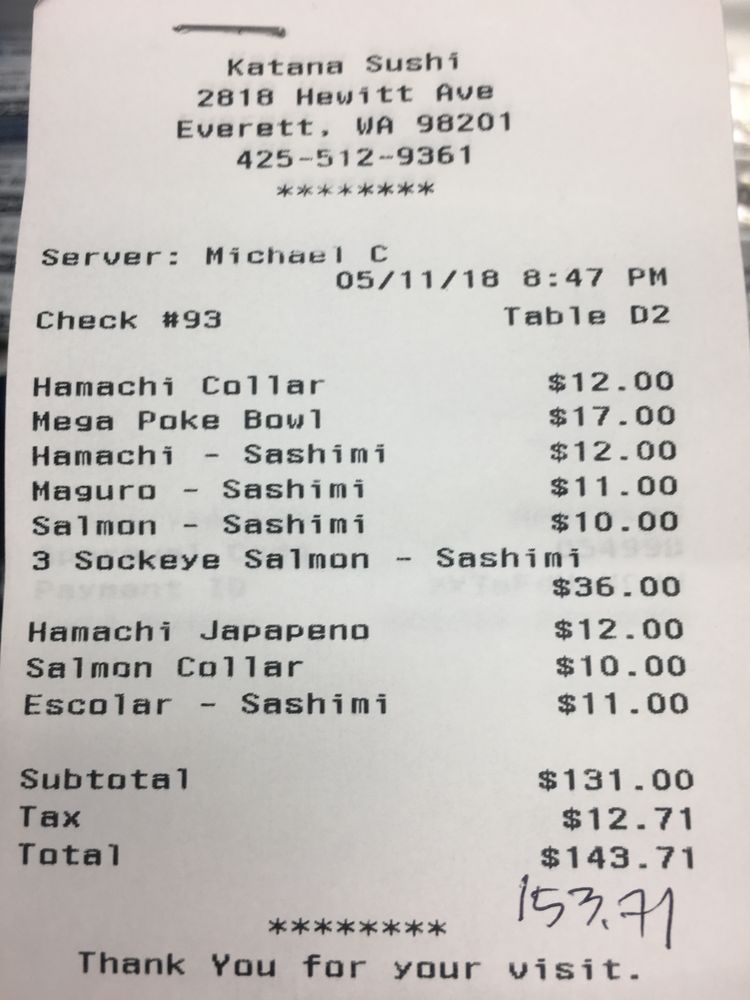 Katana Sushi
2818 Hewitt Ave
Everett, WA 98201
425-512-9361
********
Server: Michael C
05/11/18 8:47 PM
Check #93 Table D2
Hamachi Collar $12.00
Mega Poke Bowl $17.00
Hamachi - Sashimi $12.00
Maguro - Sashimi $11.00
Salmon - Sashimi $10.00
3 Sockeye Salmon - Sashimi
$36.00
Hamachi Japapeno $12.00
Salmon Collar $10.00
Escolar - Sashimi $11.00
Subtotal $131.00
Tax $12.71
Total $143.71
153.71
********
Thank You for your visit.